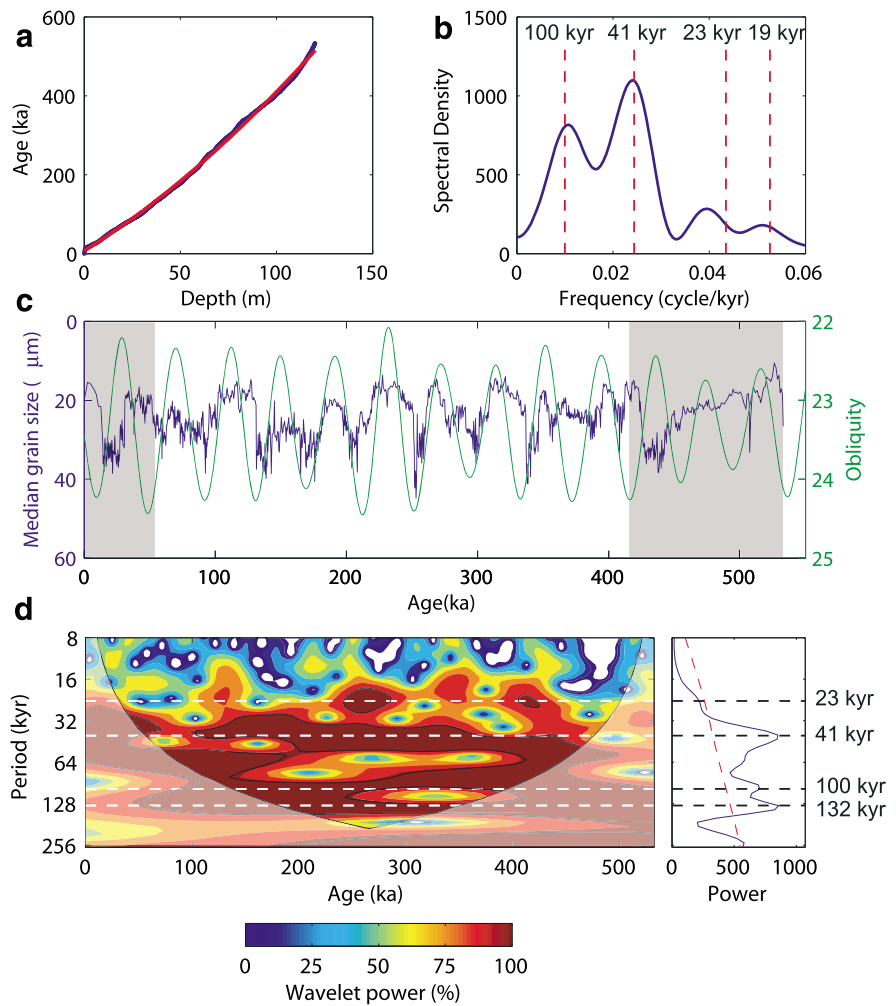 a
600
400
200
0
Age (ka)
0 50 100 150
Depth (m)
b
1500
1000
500
0
Spectral Density
100 kyr 41 kyr 23 kyr 19 kyr
0 0.02 0.04 0.06
Frequency (cycle/kyr)
c
0
20
40
60
Median grain size ( μm)
22
23
24
25
Obliquity
0 100 200 300 400 500
Age(ka)
d
8
16
32
64
128
256
Period (kyr)
0 100 200 300 400 500
Age (ka)
23 kyr
41 kyr
100 kyr
132 kyr
0 500 1000
Power
0 25 50 75 100
Wavelet power (%)